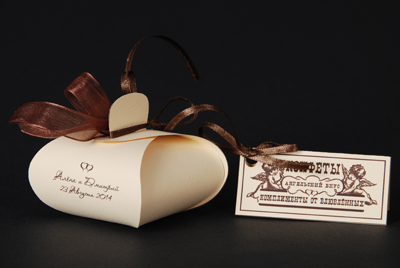 Алёна и Дмитрий
23 Августа 2014
КОНФЕТЫ
АНГЕЛЬСКИЙ ВКУС
КОМПЛИМЕНТЫ ОТ ВЛЮБЛЁННЫХ